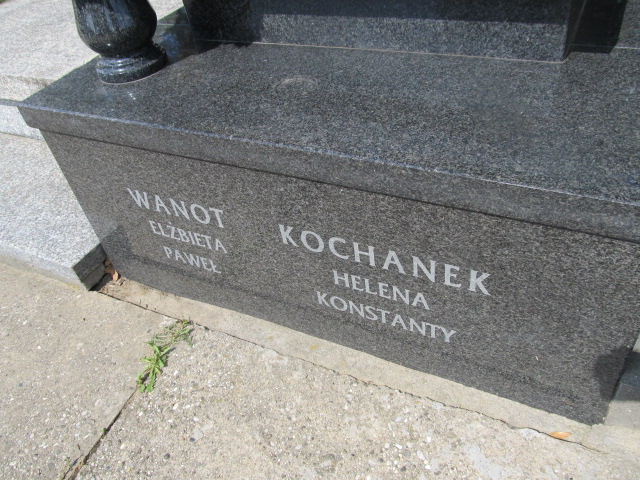 WANOT
ELŻBIETA
PAWEŁ
KOCHANEK
HELENA
KONSTANTY